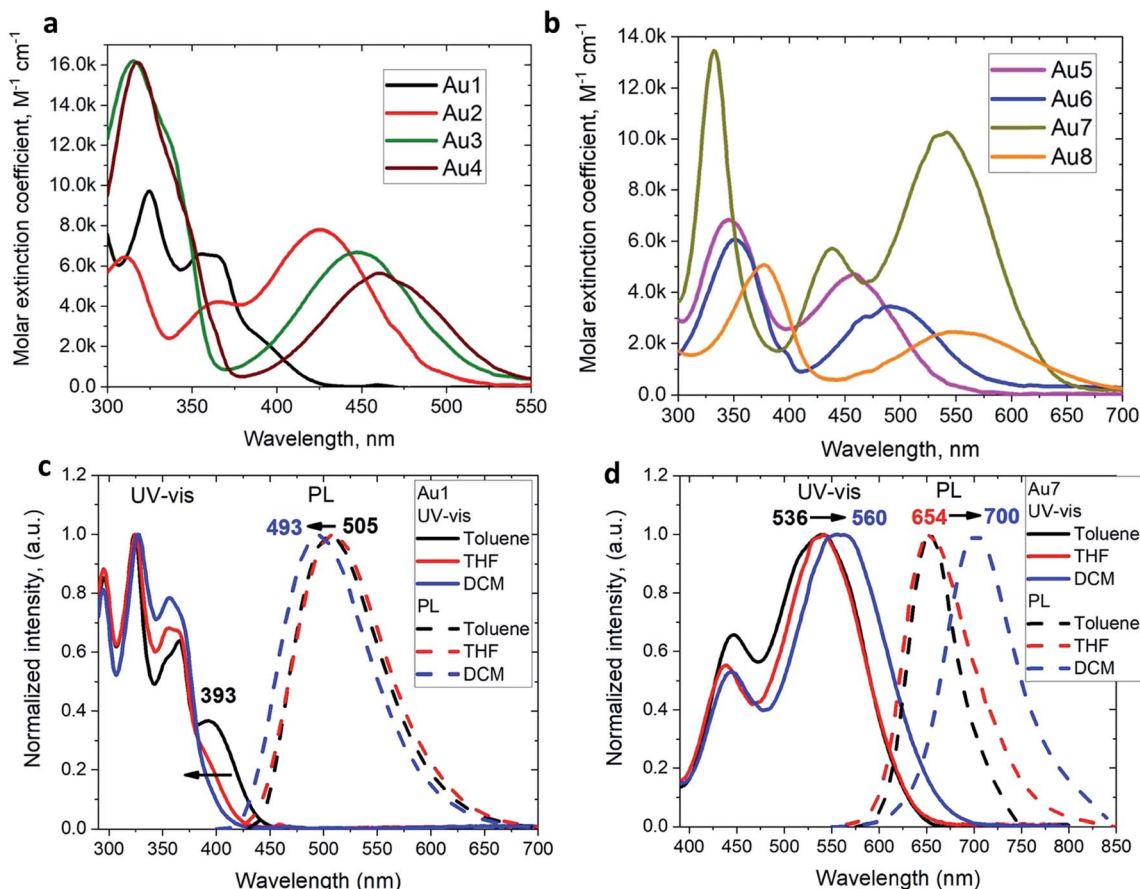 a
Molar extinction coefficient, M⁻¹ cm⁻¹
16.0k
14.0k
12.0k
10.0k
8.0k
6.0k
4.0k
2.0k
0.0
Au1
Au2
Au3
Au4
300 350 400 450 500 550
Wavelength, nm
b
Molar extinction coefficient, M⁻¹ cm⁻¹
14.0k
12.0k
10.0k
8.0k
6.0k
4.0k
2.0k
0.0
Au5
Au6
Au7
Au8
300 350 400 450 500 550 600 650 700
Wavelength, nm
c
Normalized intensity, (a.u.)
1.2
1.0
0.8
0.6
0.4
0.2
0.0
UV-vis PL
493 505
393
Au1
UV-vis
Toluene
THF
DCM
PL
Toluene
THF
DCM
300 350 400 450 500 550 600 650 700
Wavelength (nm)
d
Normalized intensity, (a.u.)
1.2
1.0
0.8
0.6
0.4
0.2
0.0
UV-vis PL
536 560 654 700
Au7
UV-vis
Toluene
THF
DCM
PL
Toluene
THF
DCM
400 450 500 550 600 650 700 750 800 850
Wavelength (nm)